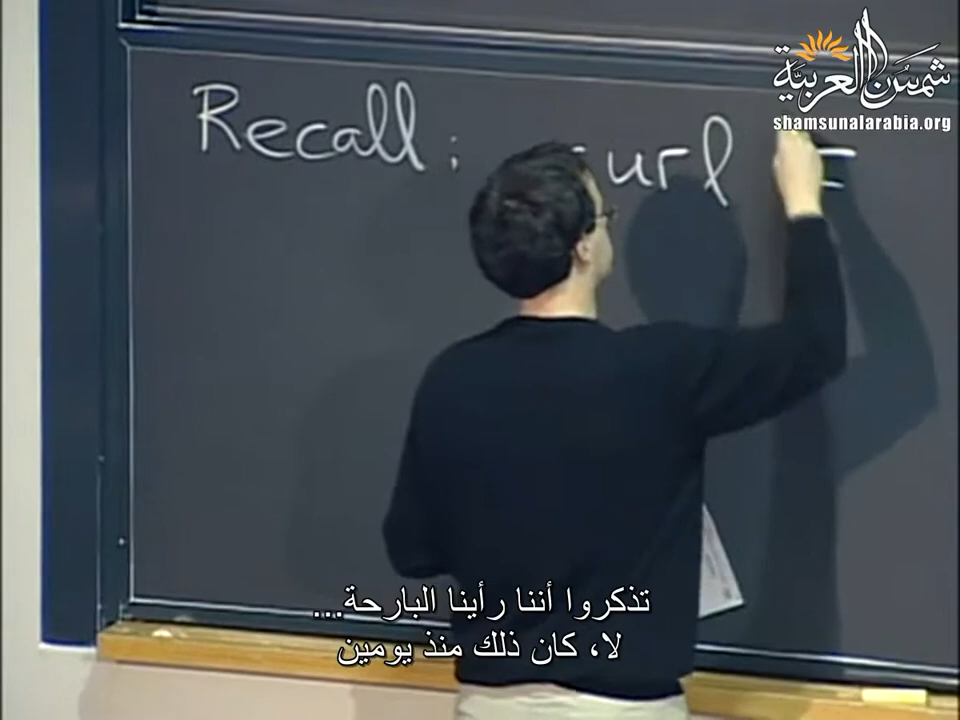 شمس العربية
shamsunalarabia.org
Recall: curl =
تذكروا أننا رأينا البارحة...
لا، كان ذلك منذ يومين